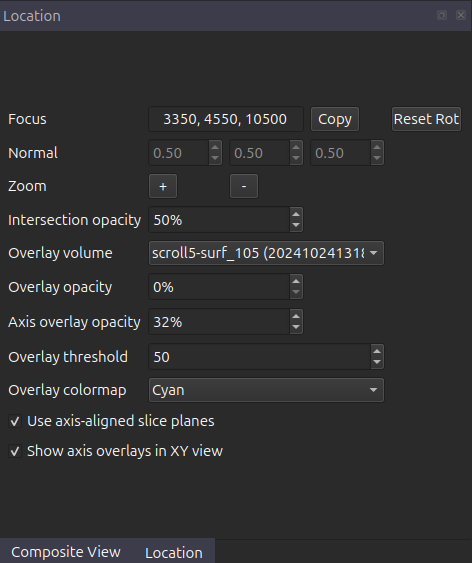 Location
Focus 3350, 4550, 10500 Copy Reset Rot
Normal 0.50 0.50 0.50
Zoom + -
Intersection opacity 50%
Overlay volume scroll5-surf_105 (202410241318
Overlay opacity 0%
Axis overlay opacity 32%
Overlay threshold 50
Overlay colormap Cyan
Use axis-aligned slice planes
Show axis overlays in XY view
Composite View Location